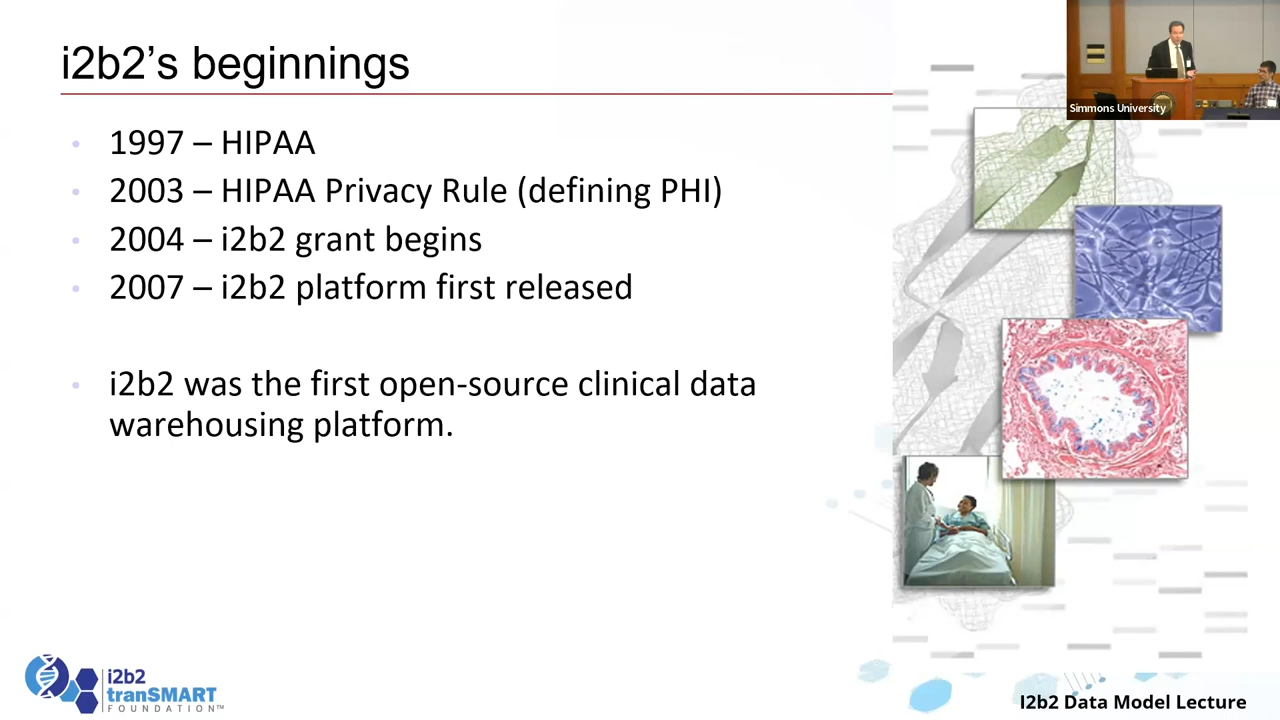 i2b2’s beginnings
Simmons University
• 1997 – HIPAA
• 2003 – HIPAA Privacy Rule (defining PHI)
• 2004 – i2b2 grant begins
• 2007 – i2b2 platform first released
• i2b2 was the first open-source clinical data
warehousing platform.
i2b2
tranSMART
FOUNDATION™
I2b2 Data Model Lecture